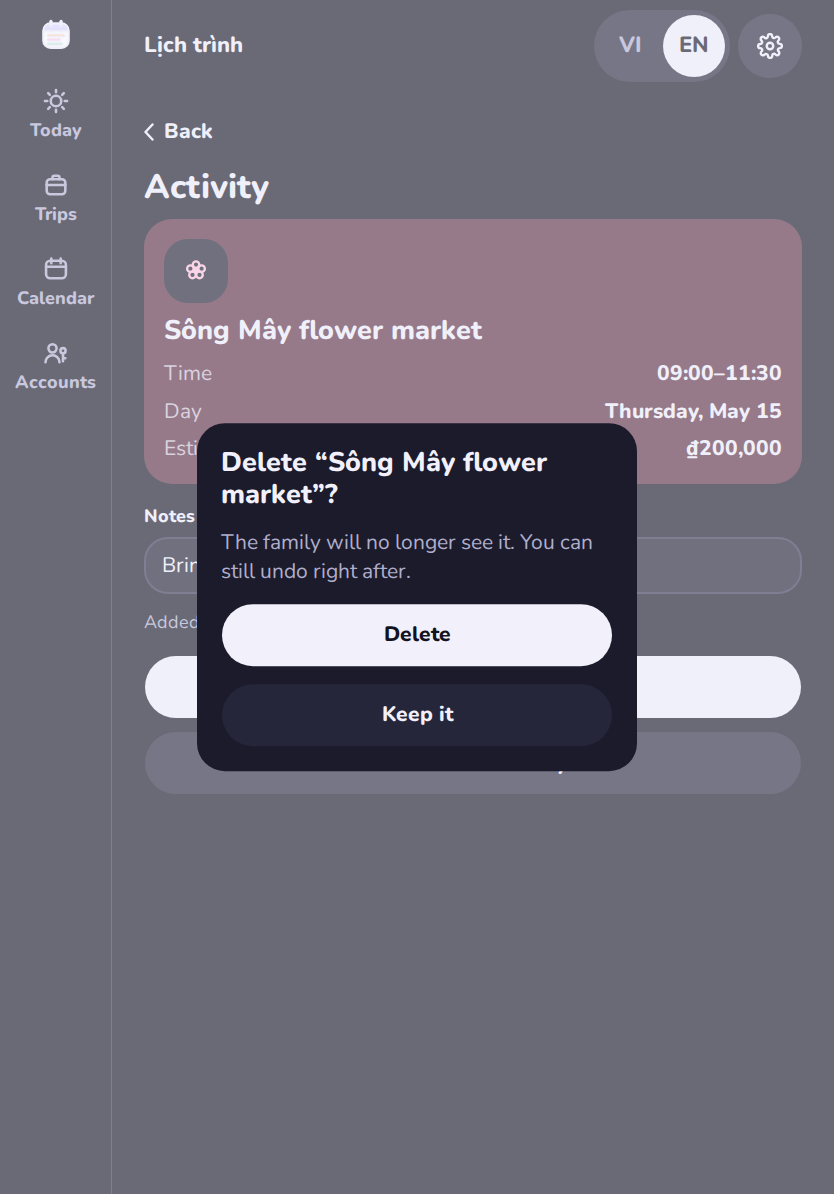 Lịch trình
VI
EN
Today
Trips
Calendar
Accounts
Back
Activity
Sông Mây flower market
Time
09:00–11:30
Day
Thursday, May 15
₫200,000
Notes
Added
Delete “Sông Mây flower
market”?
The family will no longer see it. You can
still undo right after.
Delete
Keep it